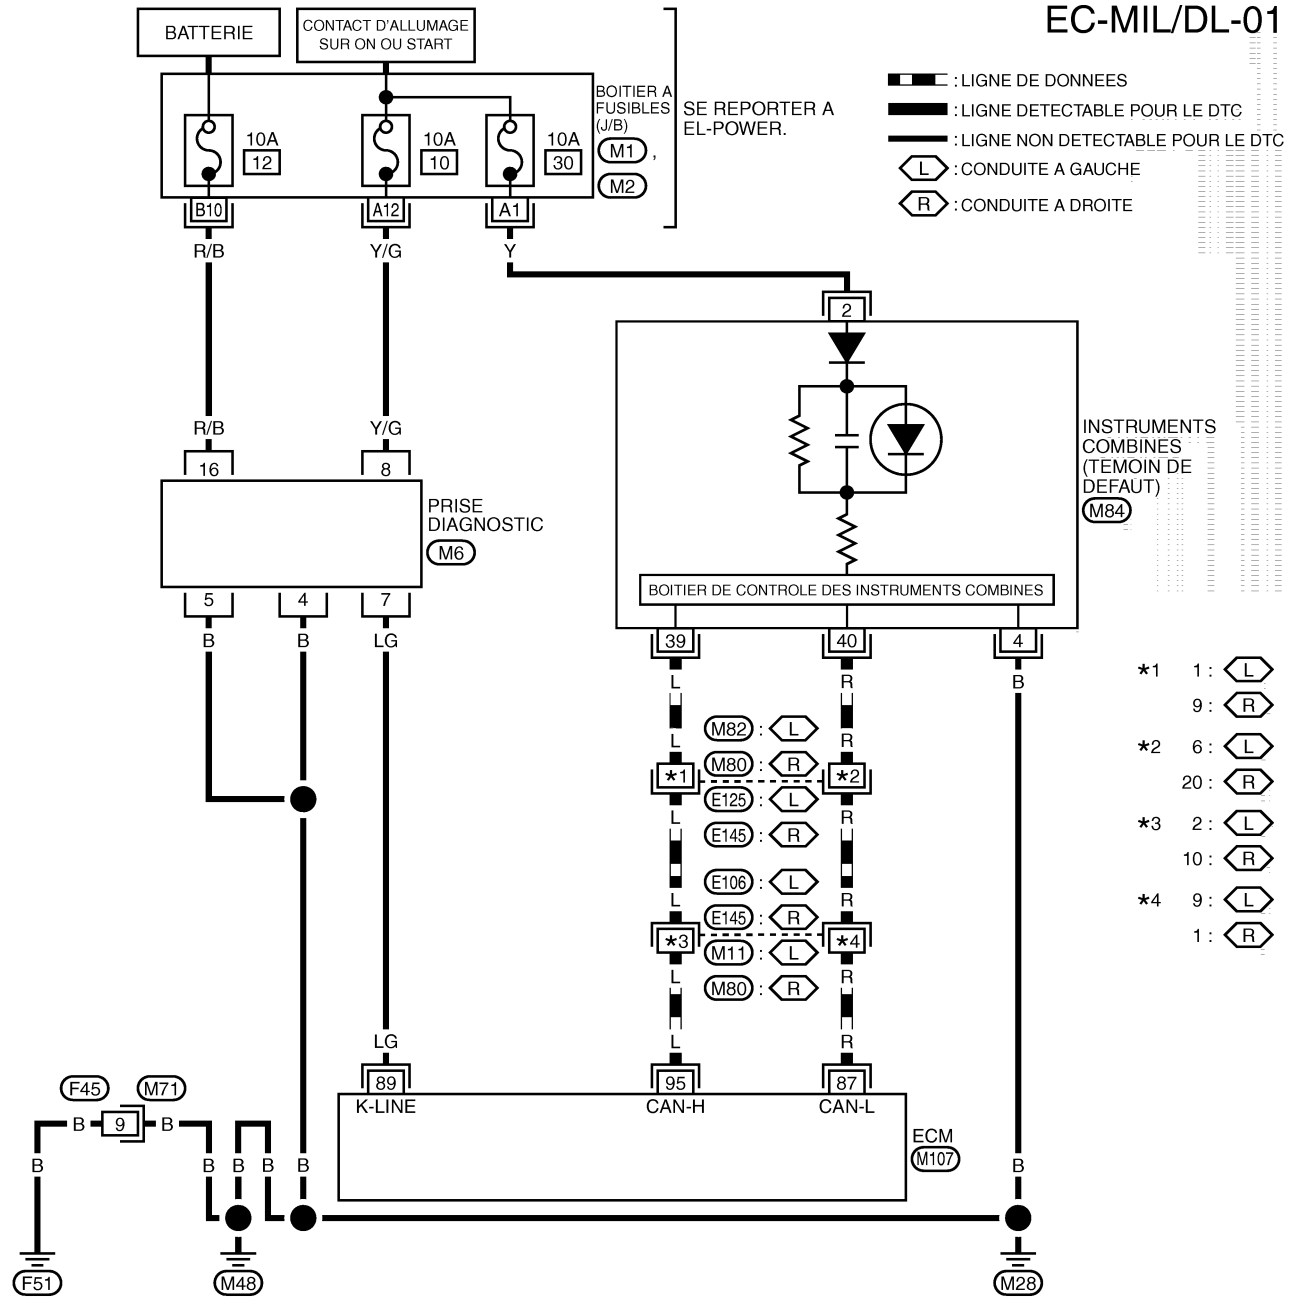 EC-MIL/DL-01
BATTERIE
CONTACT D'ALLUMAGE
SUR ON OU START
: LIGNE DE DONNEES
: LIGNE DETECTABLE POUR LE DTC
: LIGNE NON DETECTABLE POUR LE DTC
L : CONDUITE A GAUCHE
R : CONDUITE A DROITE
BOITIER A
FUSIBLES
(J/B)
M1 ,
M2
SE REPORTER A
EL-POWER.
10A
12
10A
10
10A
30
B10
A12
A1
R/B
Y/G
Y
2
R/B
Y/G
16
8
PRISE
DIAGNOSTIC
M6
5
4
7
B
B
LG
INSTRUMENTS
COMBINES
(TEMOIN DE
DEFAUT)
M84
BOITIER DE CONTROLE DES INSTRUMENTS COMBINES
39
40
4
L
R
B
M82 : L
L
R
M80 : R
*1
*2
E125 : L
L
R
E145 : R
E106 : L
L
R
E145 : R
*3
*4
M11 : L
L
R
M80 : R
*1 1 : L
9 : R
*2 6 : L
20 : R
*3 2 : L
10 : R
*4 9 : L
1 : R
LG
L
R
89
95
87
K-LINE
CAN-H
CAN-L
ECM
M107
F45
M71
B
9
B
B
B
B
B
B
B
F51
M48
M28